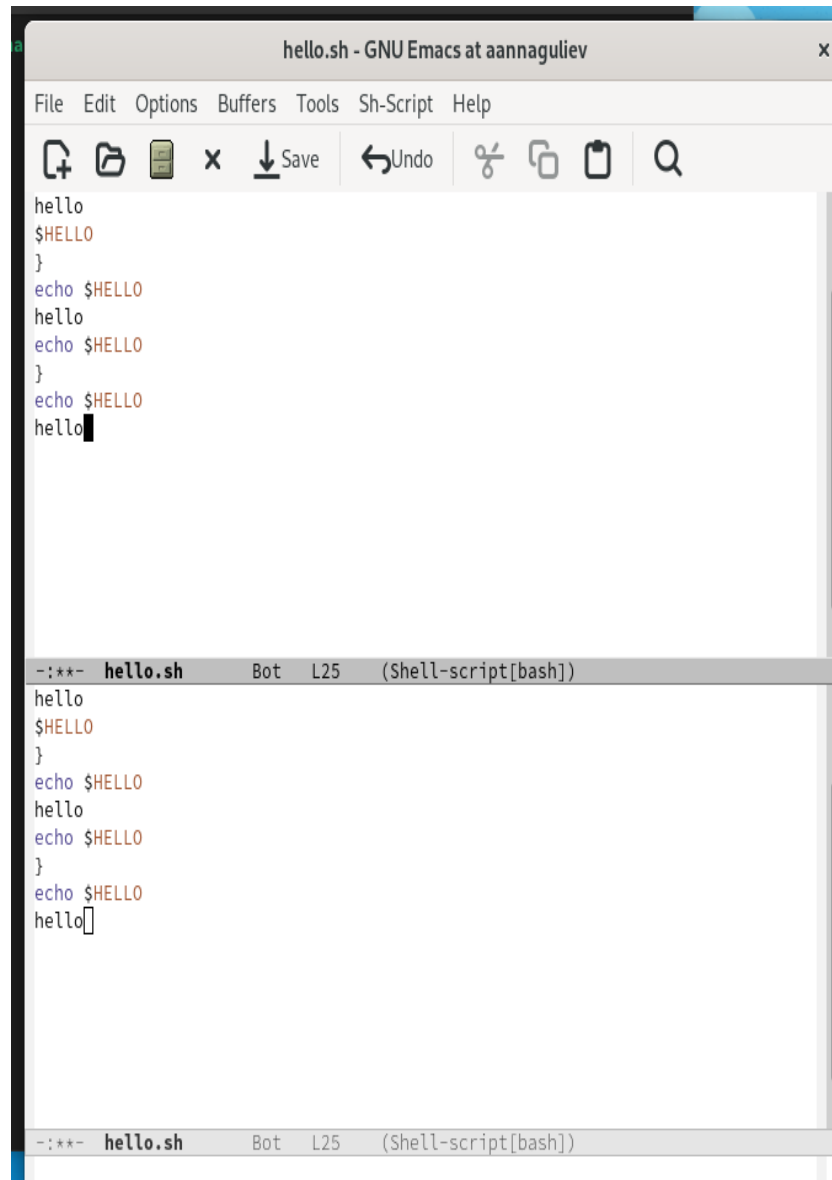 a
hello.sh - GNU Emacs at aannaguliev ×
File Edit Options Buffers Tools Sh-Script Help
Save Undo
hello
$HELLO
}
echo $HELLO
hello
echo $HELLO
}
echo $HELLO
hello
-:**- hello.sh Bot L25 (Shell-script[bash])
hello
$HELLO
}
echo $HELLO
hello
echo $HELLO
}
echo $HELLO
hello
-:**- hello.sh Bot L25 (Shell-script[bash])